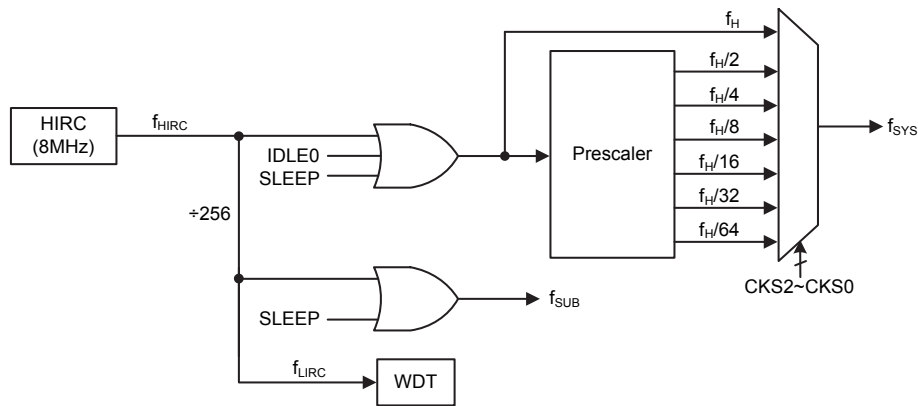 HIRC
(8MHz)
fHIRC
IDLE0
SLEEP
÷256
SLEEP
fSUB
fLIRC
WDT
Prescaler
fH
fH/2
fH/4
fH/8
fH/16
fH/32
fH/64
fSYS
CKS2~CKS0